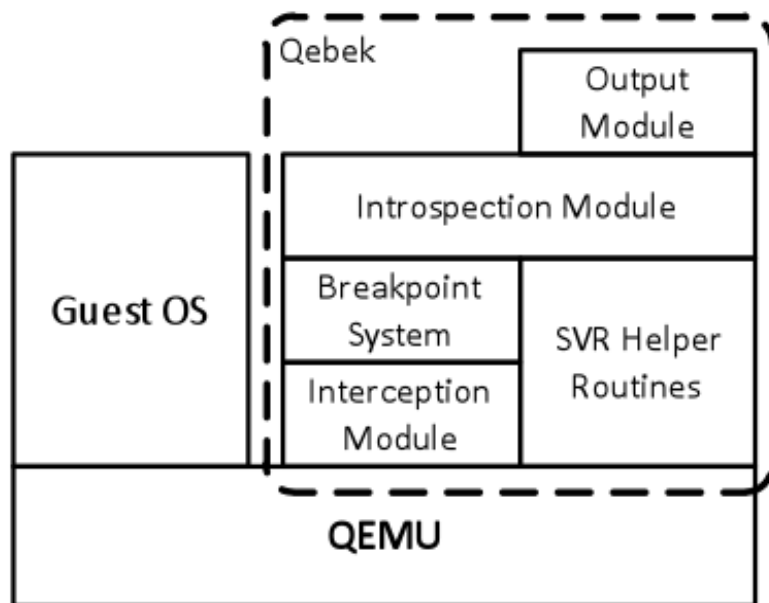 Qebek
Output
Module
Introspection Module
Guest OS
Breakpoint
System
SVR Helper
Routines
Interception
Module
QEMU